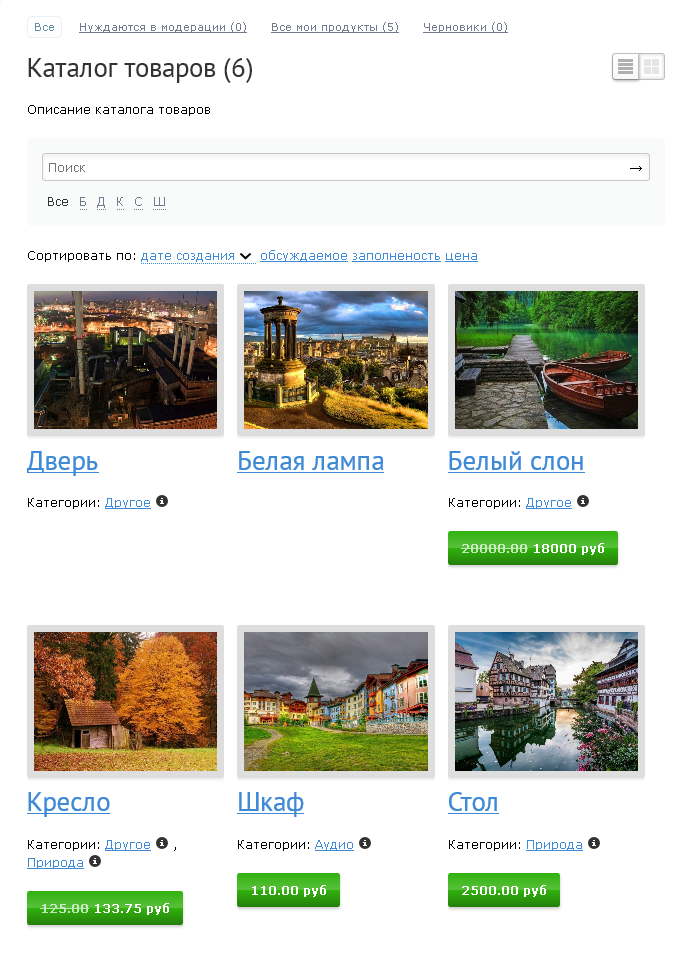 Все Нуждаются в модерации (0) Все мои продукты (5) Черновики (0)
Каталог товаров (6)
Описание каталога товаров
Поиск →
Все Б Д К С Ш
Сортировать по: дате создания обсуждаемое заполненость цена
Дверь Белая лампа Белый слон
Категории: Другое Категории: Другое
20000.00 18000 руб
Кресло Шкаф Стол
Категории: Другое , Категории: Аудио Категории: Природа
Природа
125.00 133.75 руб 110.00 руб 2500.00 руб